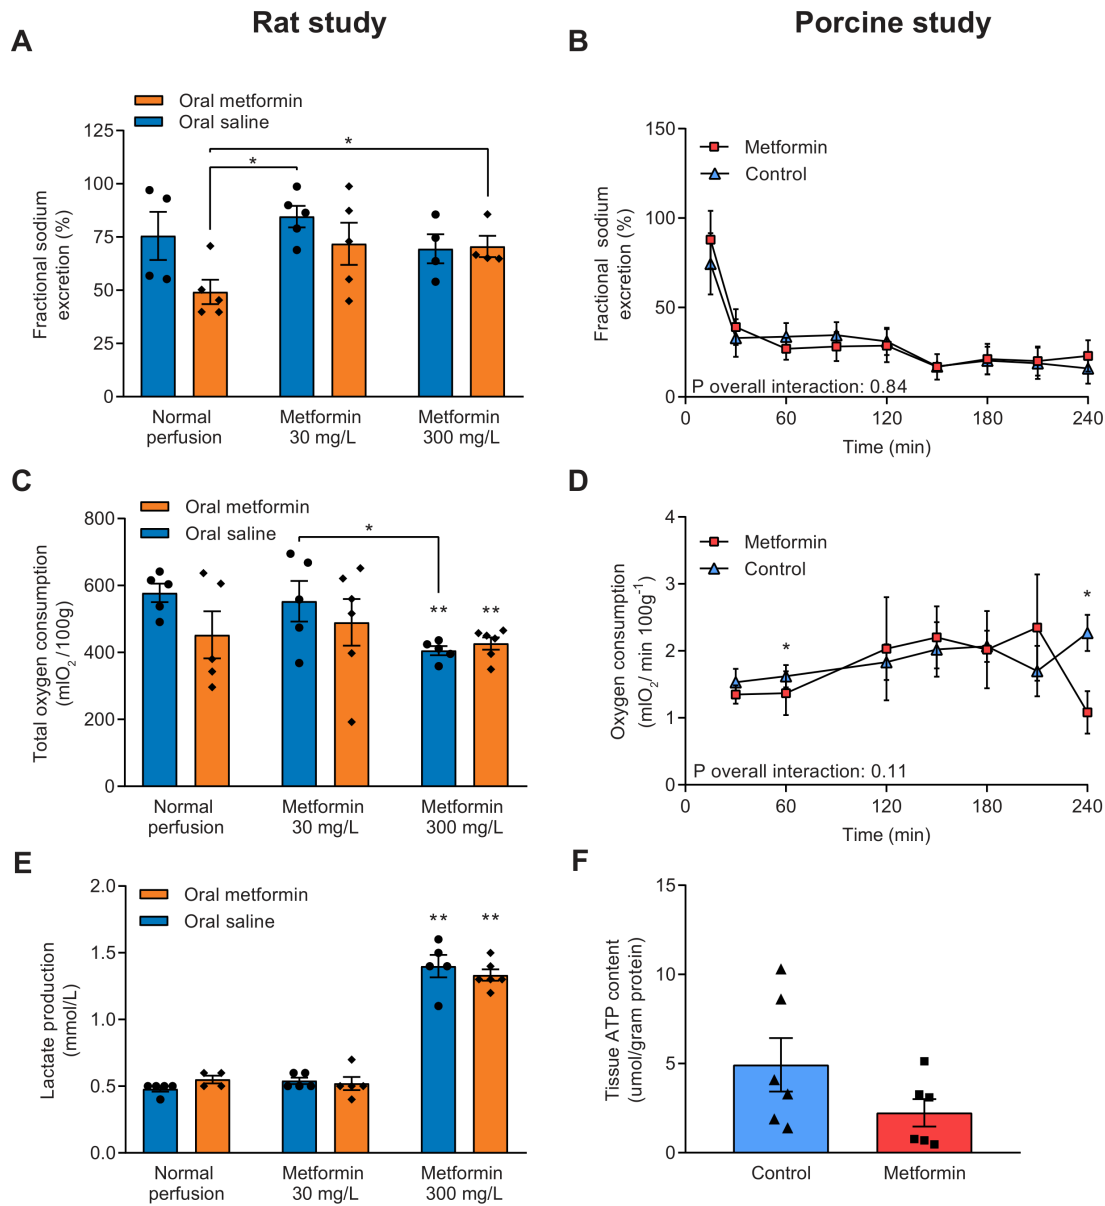 Rat study
Porcine study
A
Oral metformin
Oral saline
Fractional sodium
excretion (%)
125
100
75
50
25
0
*
*
Normal
perfusion
Metformin
30 mg/L
Metformin
300 mg/L
B
Metformin
Control
Fractional sodium
excretion (%)
150
100
50
0
P overall interaction: 0.84
0
60
120
180
240
Time (min)
C
Oral metformin
Oral saline
Total oxygen consumption
(mlO2 / 100g)
800
600
400
200
0
*
**
**
Normal
perfusion
Metformin
30 mg/L
Metformin
300 mg/L
D
Metformin
Control
Oxygen consumption
(mlO2/ min 100g-1)
4
3
2
1
0
*
*
P overall interaction: 0.11
0
60
120
180
240
Time (min)
E
Oral metformin
Oral saline
Lactate production
(mmol/L)
2.0
1.5
1.0
0.5
0.0
**
**
Normal
perfusion
Metformin
30 mg/L
Metformin
300 mg/L
F
Tissue ATP content
(umol/gram protein)
15
10
5
0
Control
Metformin